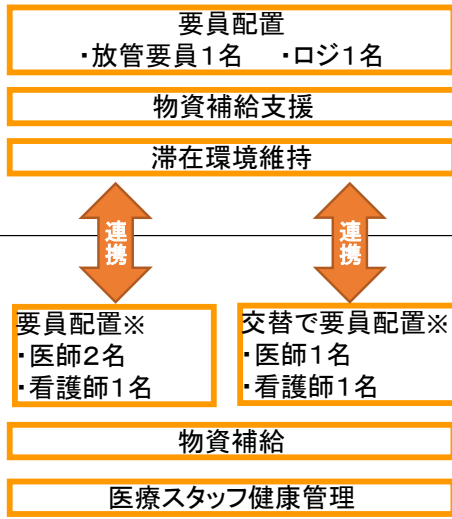 要員配置
・放管要員1名　・ロジ1名
物資補給支援
滞在環境維持
連携
連携
要員配置※
・医師2名
・看護師1名
交替で要員配置※
・医師1名
・看護師1名
物資補給
医療スタッフ健康管理